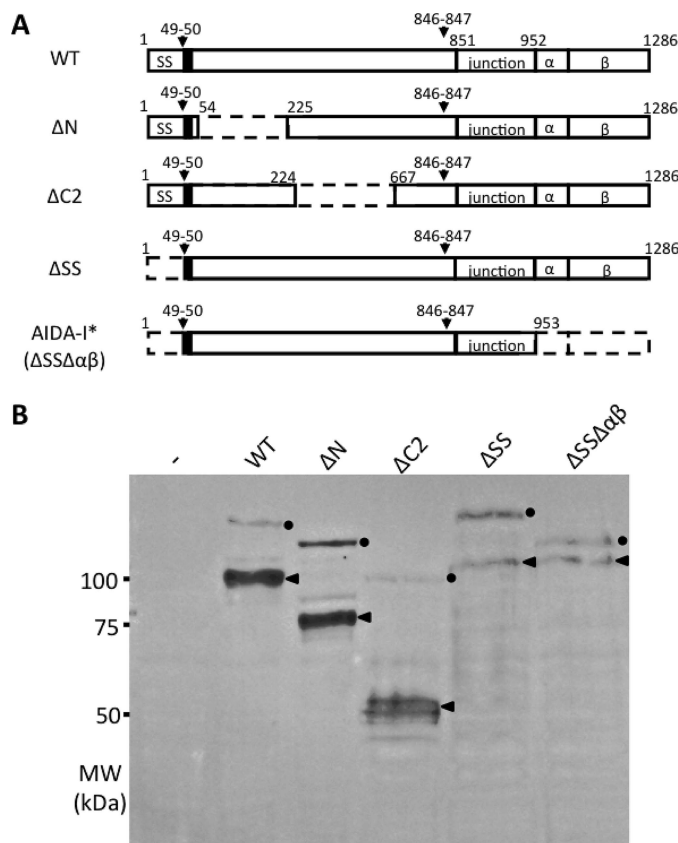 A
1 49-50 846-847 851 952 1286
WT SS junction α β
1 49-50 54 225 846-847 1286
ΔN SS junction α β
1 49-50 224 667 846-847 1286
ΔC2 SS junction α β
1 49-50 846-847 1286
ΔSS junction α β
1 49-50 846-847 953
AIDA-I*
(ΔSSΔαβ) junction
B
- WT ΔN ΔC2 ΔSS ΔSSΔαβ
100
75
50
MW
(kDa)